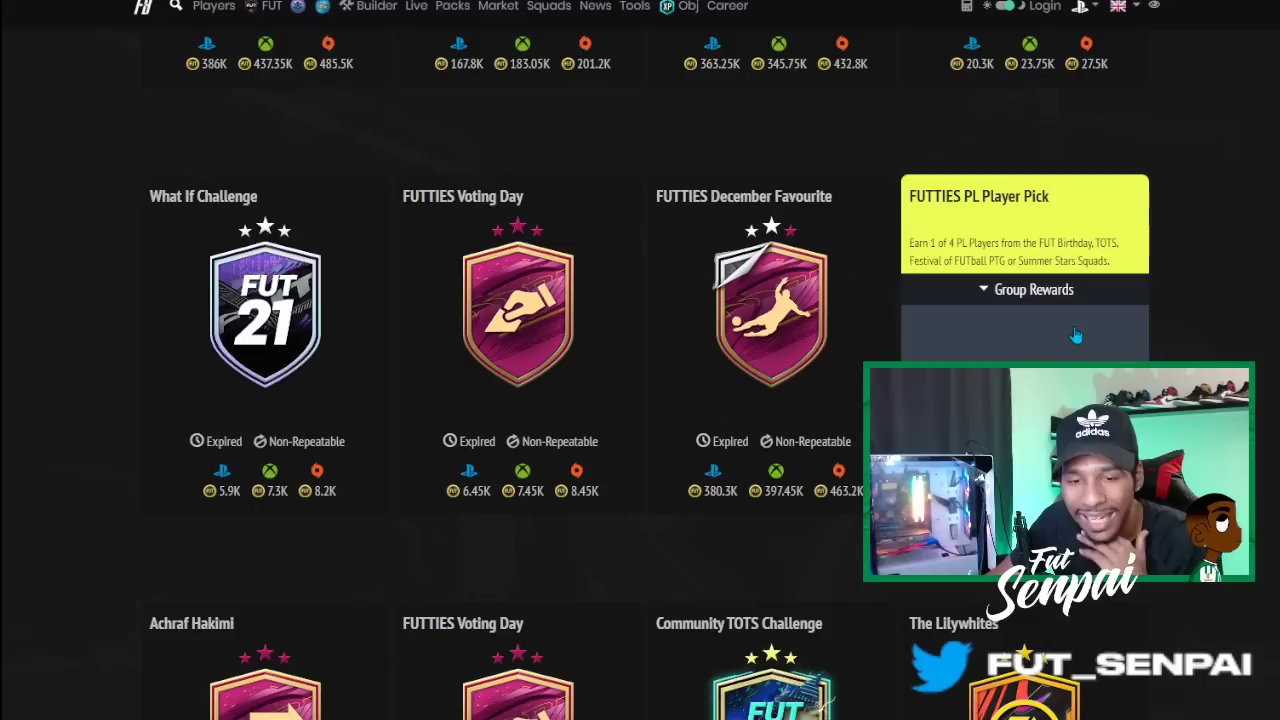 FB Players FUT Builder Live Packs Market Squads News Tools XP Obj Career Login
386K 437.35K 485.5K 167.8K 183.05K 201.2K 363.25K 345.75K 432.8K 20.3K 23.75K 27.5K
What If Challenge FUTTIES Voting Day FUTTIES December Favourite FUTTIES PL Player Pick
Earn 1 of 4 PL Players from the FUT Birthday, TOTS,
Festival of FUTball PTG or Summer Stars Squads.
Group Rewards
FUT
21
Expired Non-Repeatable Expired Non-Repeatable Expired Non-Repeatable
5.9K 7.3K 8.2K 6.45K 7.45K 8.45K 380.3K 397.45K 463.2K
adidas
Fut
Senpai
Achraf Hakimi FUTTIES Voting Day Community TOTS Challenge The Lilywhites
FUT_SENPAI
FUT